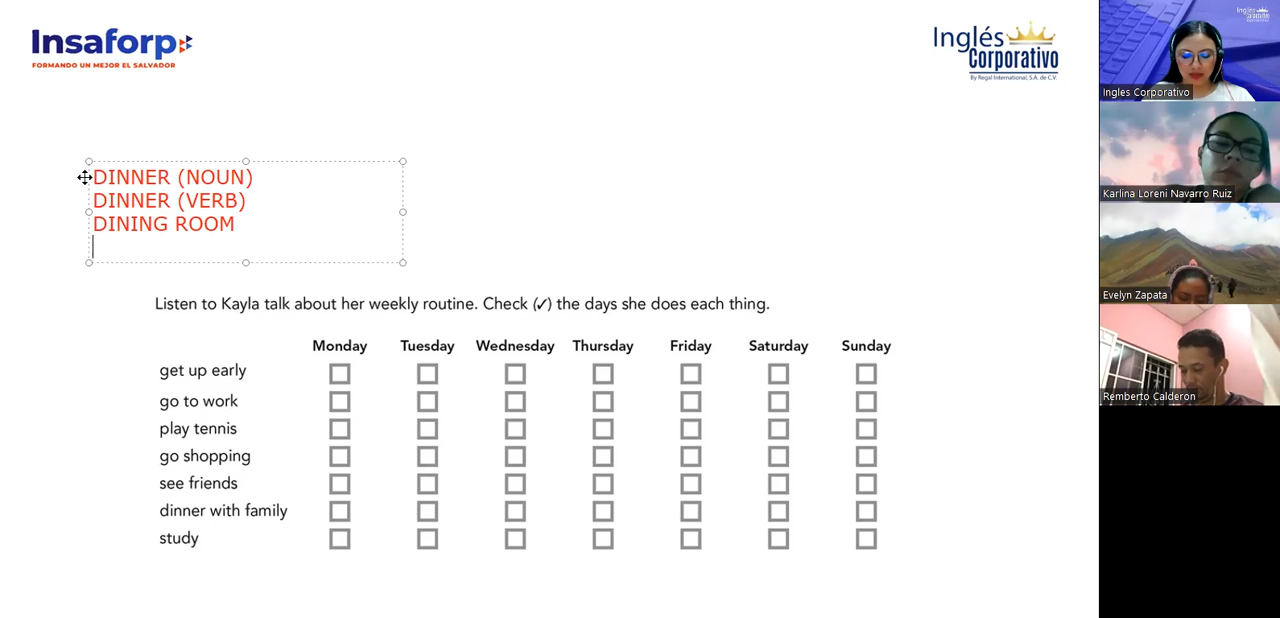 Insaforp
FORMANDO UN MEJOR EL SALVADOR
Inglés
Corporativo
By Regal International, S.A. de C.V.
DINNER (NOUN)
DINNER (VERB)
DINING ROOM
Listen to Kayla talk about her weekly routine. Check (✓) the days she does each thing.
Monday Tuesday Wednesday Thursday Friday Saturday Sunday
get up early
go to work
play tennis
go shopping
see friends
dinner with family
study
Inglés
Corporativo
Ingles Corporativo
Karlina Loreni Navarro Ruiz
Evelyn Zapata
Remberto Calderon